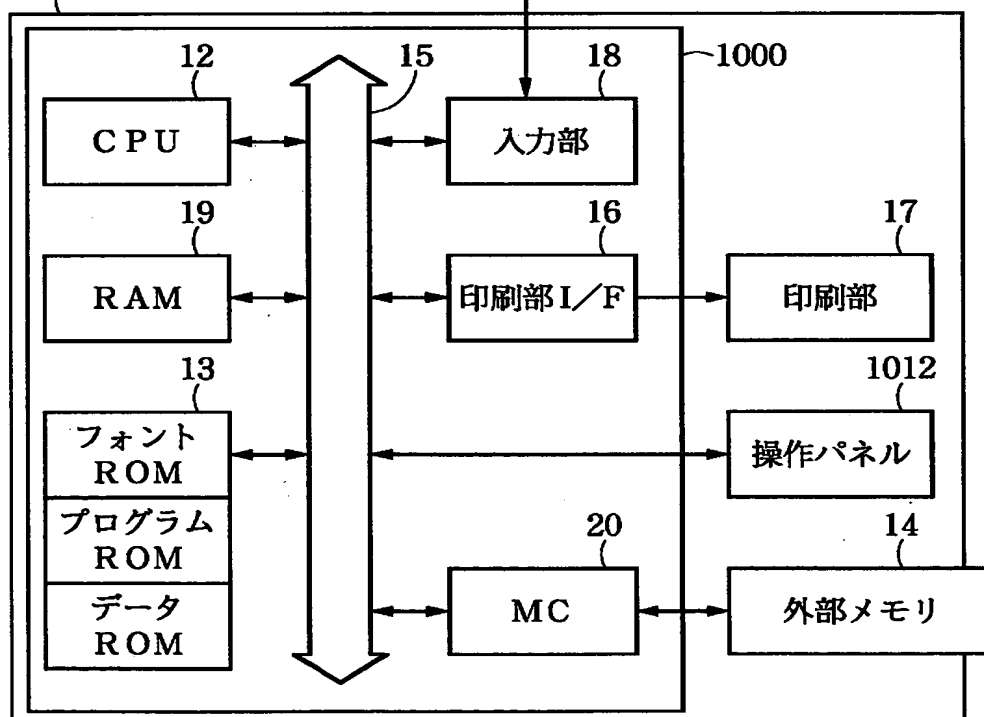 12
15
18
1000
CPU
入力部
19
16
17
RAM
印刷部I/F
印刷部
13
1012
フォント
ROM
操作パネル
プログラム
ROM
20
14
データ
ROM
MC
外部メモリ